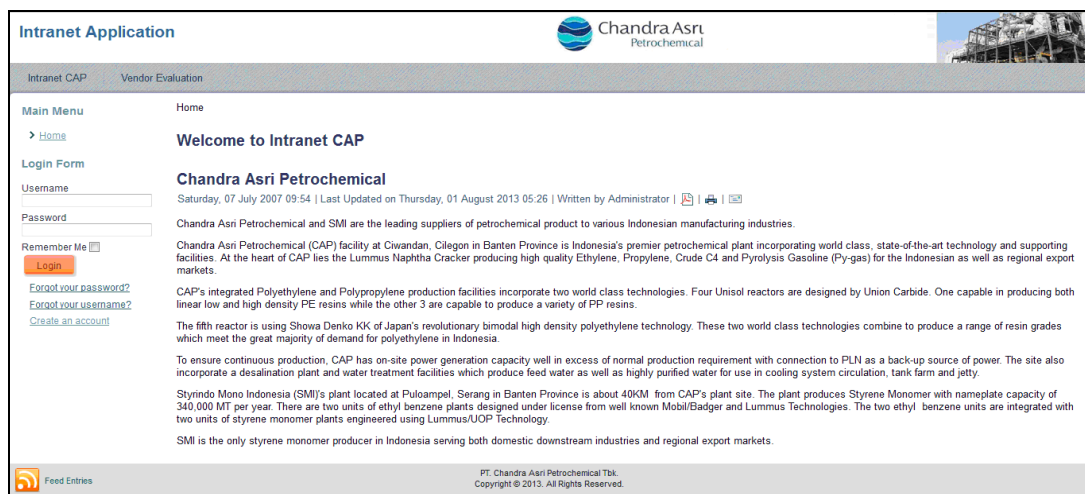 Intranet Application
Chandra Asri
Petrochemical
Intranet CAP
Vendor Evaluation
Main Menu
Home
Login Form
Username
Password
Remember Me
Login
Forgot your password?
Forgot your username?
Create an account
Home
Welcome to Intranet CAP
Chandra Asri Petrochemical
Saturday, 07 July 2007 09:54 | Last Updated on Thursday, 01 August 2013 05:26 | Written by Administrator | | |
Chandra Asri Petrochemical and SMI are the leading suppliers of petrochemical product to various Indonesian manufacturing industries.
Chandra Asri Petrochemical (CAP) facility at Ciwandan, Cilegon in Banten Province is Indonesia's premier petrochemical plant incorporating world class, state-of-the-art technology and supporting
facilities. At the heart of CAP lies the Lummus Naphtha Cracker producing high quality Ethylene, Propylene, Crude C4 and Pyrolysis Gasoline (Py-gas) for the Indonesian as well as regional export
markets.
CAP's integrated Polyethylene and Polypropylene production facilities incorporate two world class technologies. Four Unisol reactors are designed by Union Carbide. One capable in producing both
linear low and high density PE resins while the other 3 are capable to produce a variety of PP resins.
The fifth reactor is using Showa Denko KK of Japan's revolutionary bimodal high density polyethylene technology. These two world class technologies combine to produce a range of resin grades
which meet the great majority of demand for polyethylene in Indonesia.
To ensure continuous production, CAP has on-site power generation capacity well in excess of normal production requirement with connection to PLN as a back-up source of power. The site also
incorporate a desalination plant and water treatment facilities which produce feed water as well as highly purified water for use in cooling system circulation, tank farm and jetty.
Styrindo Mono Indonesia (SMI)'s plant located at Puloampel, Serang in Banten Province is about 40KM from CAP's plant site. The plant produces Styrene Monomer with nameplate capacity of
340,000 MT per year. There are two units of ethyl benzene plants designed under license from well known Mobil/Badger and Lummus Technologies. The two ethyl benzene units are integrated with
two units of styrene monomer plants engineered using Lummus/UOP Technology.
SMI is the only styrene monomer producer in Indonesia serving both domestic downstream industries and regional export markets.
Feed Entries
PT. Chandra Asri Petrochemical Tbk.
Copyright © 2013. All Rights Reserved.